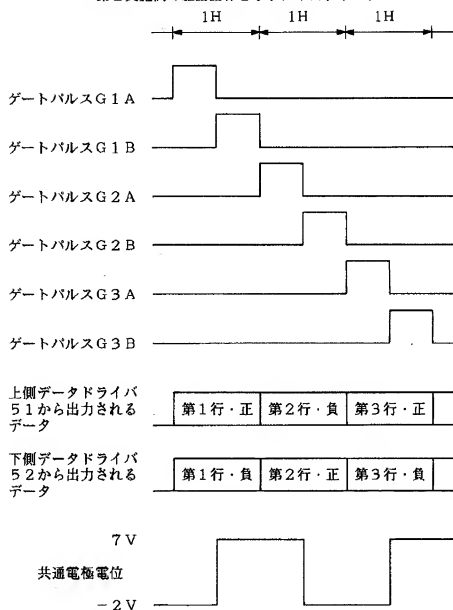 1H 1H 1H
ゲートパルスG1A
ゲートパルスG1B
ゲートパルスG2A
ゲートパルスG2B
ゲートパルスG3A
ゲートパルスG3B
上側データドライバ
51から出力される
データ
第1行・正 第2行・負 第3行・正
下側データドライバ
52から出力される
データ
第1行・負 第2行・正 第3行・負
7V
共通電極電位
-2V